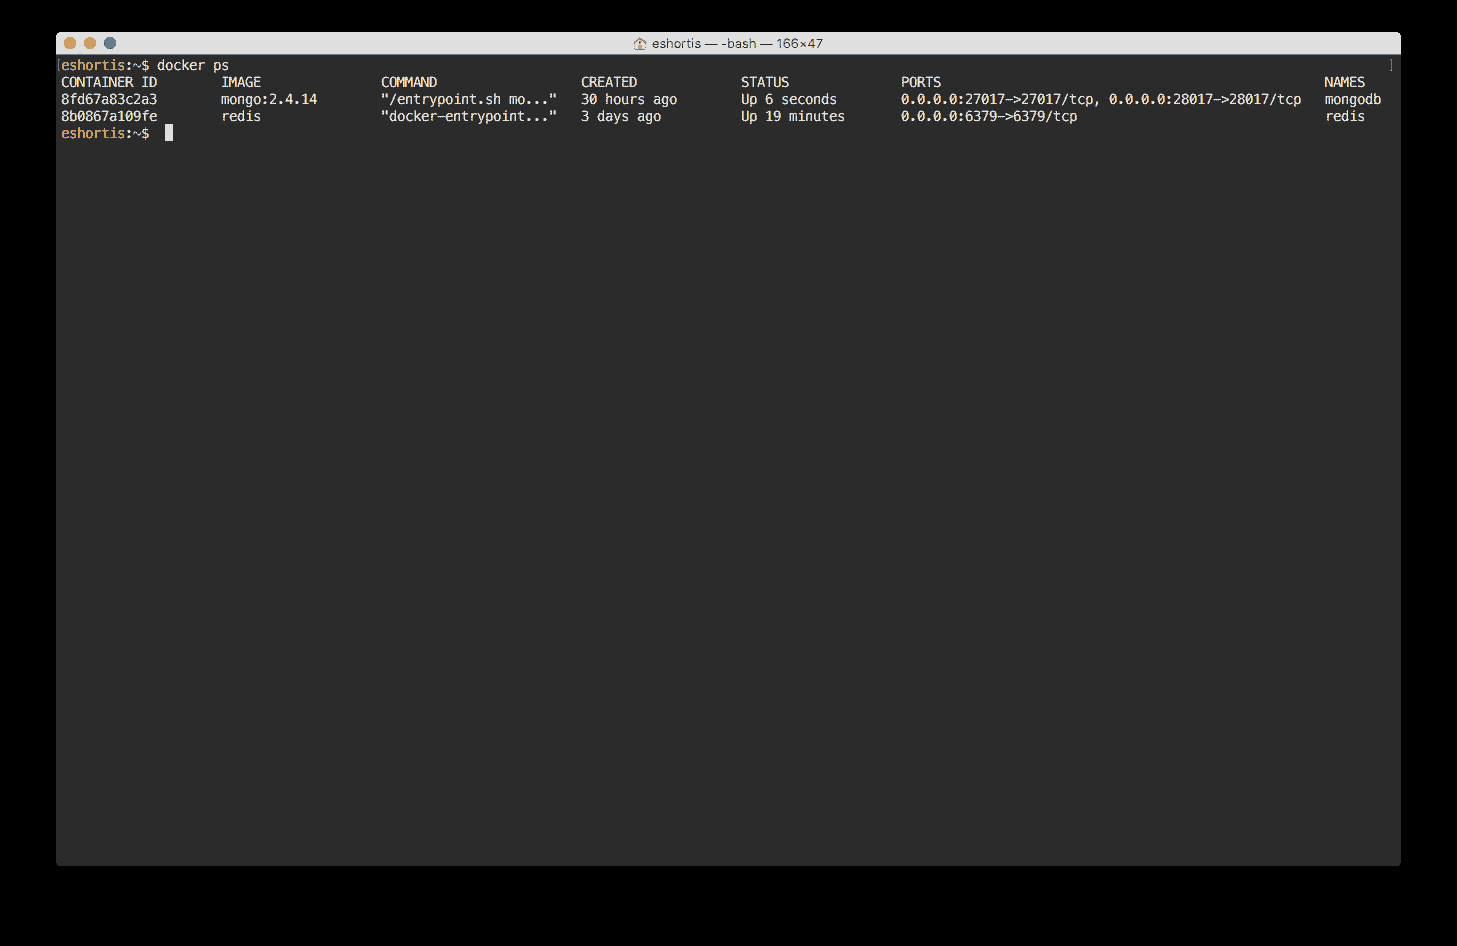 eshortis — -bash — 166×47
[eshortis:~$ docker ps ]
CONTAINER ID IMAGE COMMAND CREATED STATUS PORTS NAMES
8fd67a83c2a3 mongo:2.4.14 "/entrypoint.sh mo..." 30 hours ago Up 6 seconds 0.0.0.0:27017->27017/tcp, 0.0.0.0:28017->28017/tcp mongodb
8b0867a109fe redis "docker-entrypoint..." 3 days ago Up 19 minutes 0.0.0.0:6379->6379/tcp redis
eshortis:~$